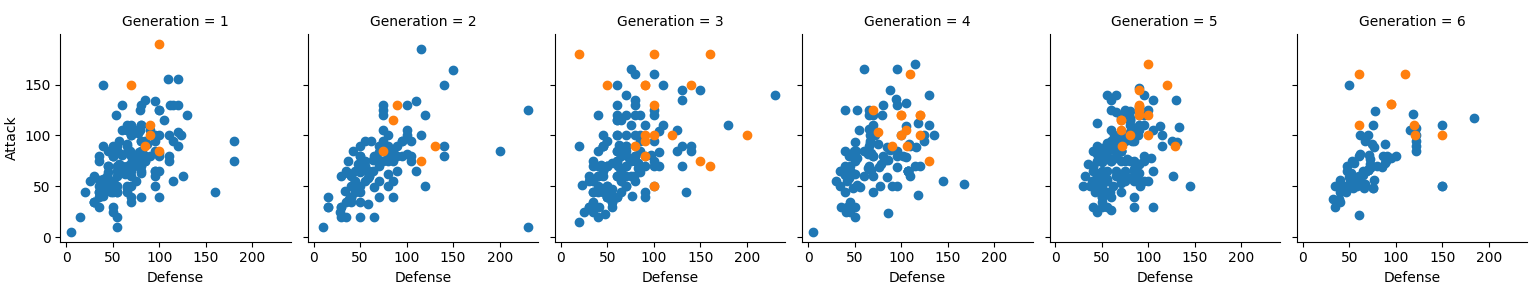 Generation = 1 Generation = 2 Generation = 3 Generation = 4 Generation = 5 Generation = 6
Attack
150
100
50
0
0 50 100 150 200 0 50 100 150 200 0 50 100 150 200 0 50 100 150 200 0 50 100 150 200 0 50 100 150 200
Defense Defense Defense Defense Defense Defense